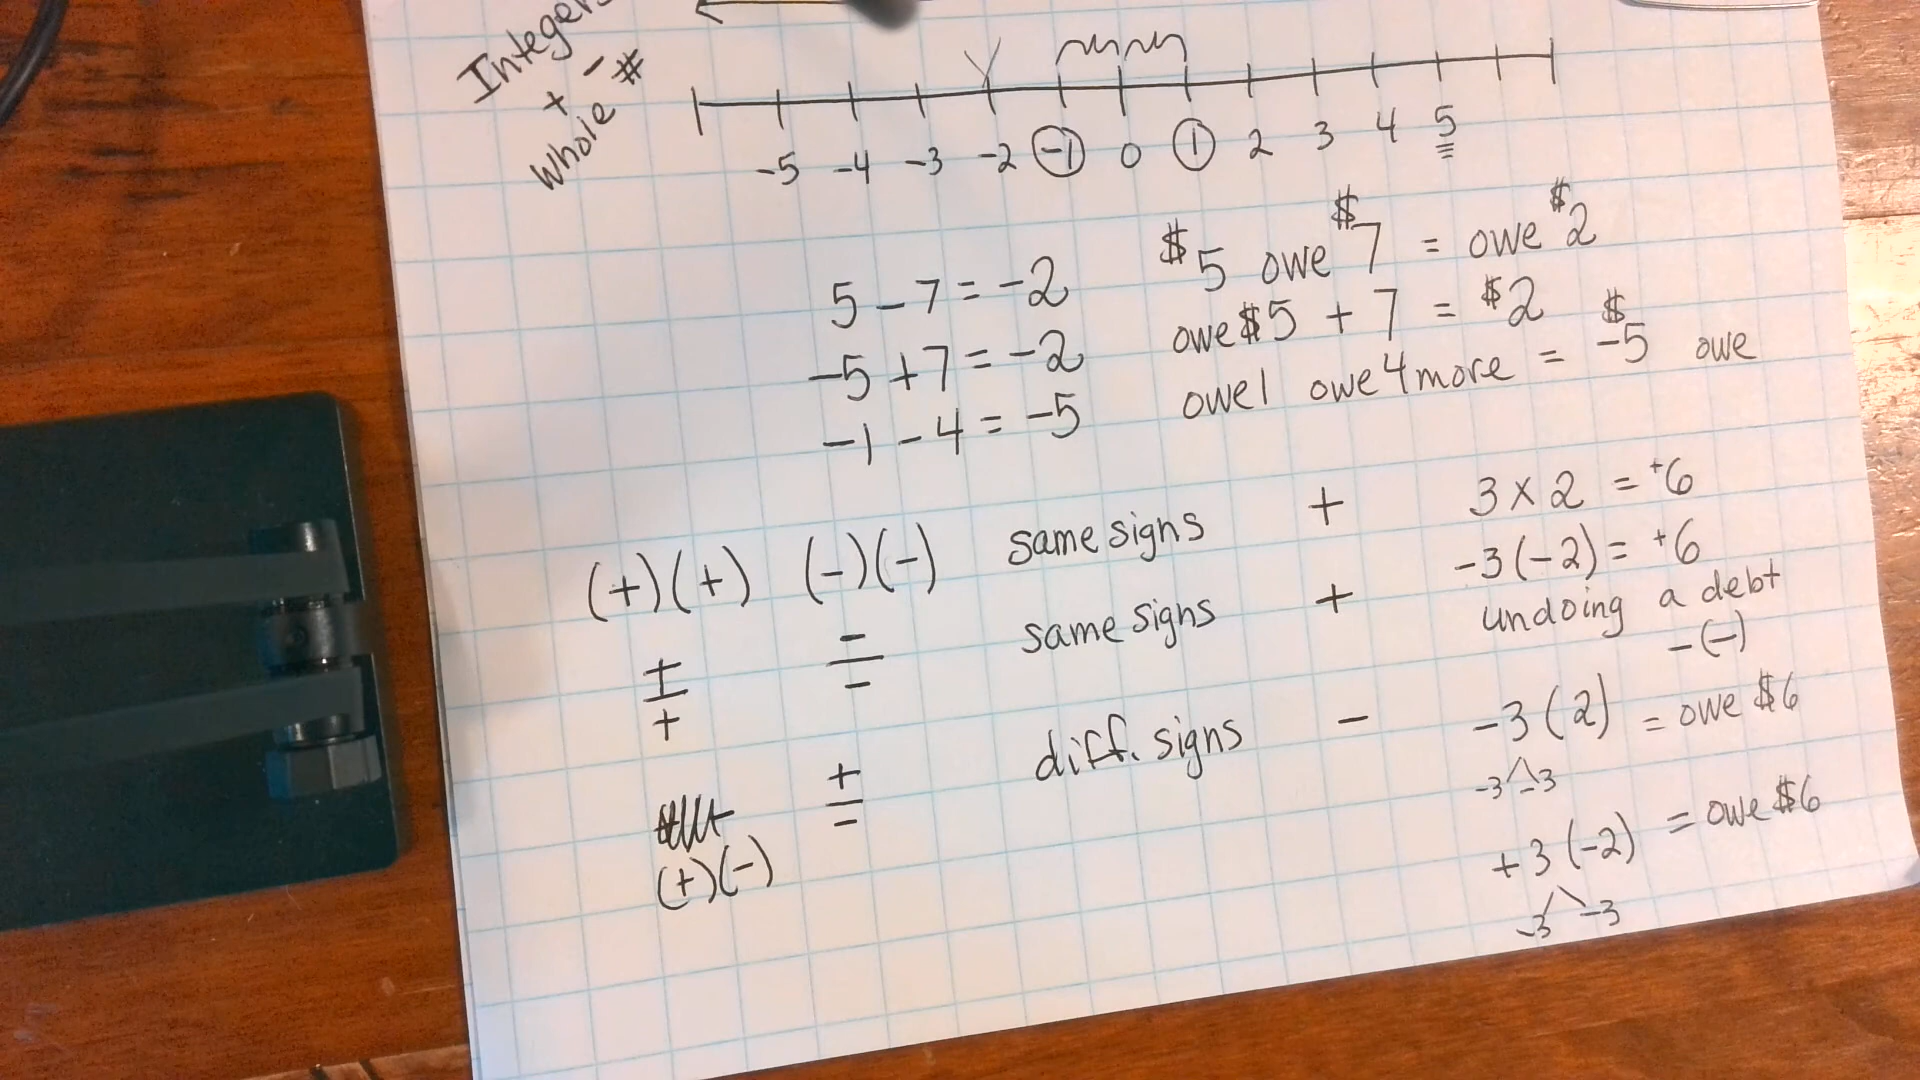 Integers
+ -
Whole #
-5 -4 -3 -2 -1 0 1 2 3 4 5
5 - 7 = -2 $5 owe $7 = owe $2
-5 + 7 = -2 owe $5 + 7 = $2
-1 - 4 = -5 owe 1 owe 4 more = $-5 owe
(+)(+) (-)(-) same signs + 3 x 2 = +6
+/+ -/- same signs + -3(-2) = +6
undoing a debt
-(-)
+/- diff. signs - -3(2) = owe $6
-3 -3
(+)(-) +3(-2) = owe $6
-3 -3